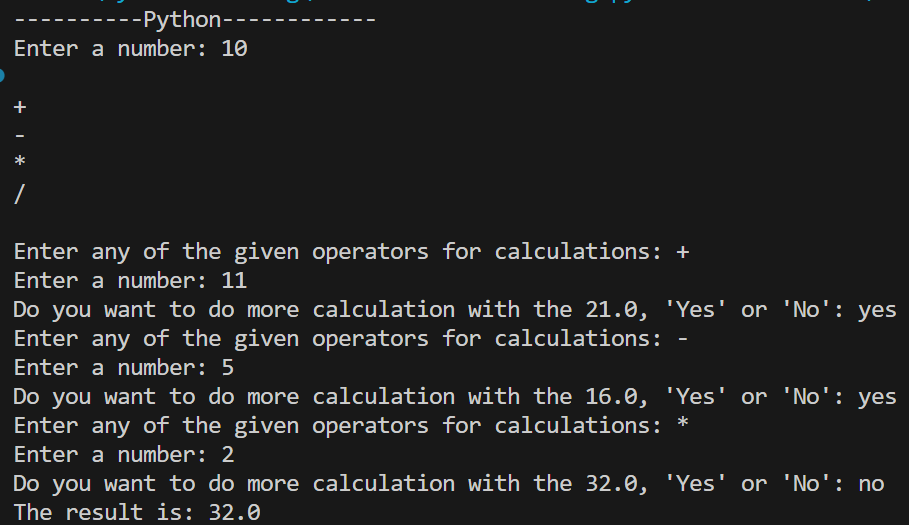 ----------Python------------
Enter a number: 10
+
-
*
/
Enter any of the given operators for calculations: +
Enter a number: 11
Do you want to do more calculation with the 21.0, 'Yes' or 'No': yes
Enter any of the given operators for calculations: -
Enter a number: 5
Do you want to do more calculation with the 16.0, 'Yes' or 'No': yes
Enter any of the given operators for calculations: *
Enter a number: 2
Do you want to do more calculation with the 32.0, 'Yes' or 'No': no
The result is: 32.0